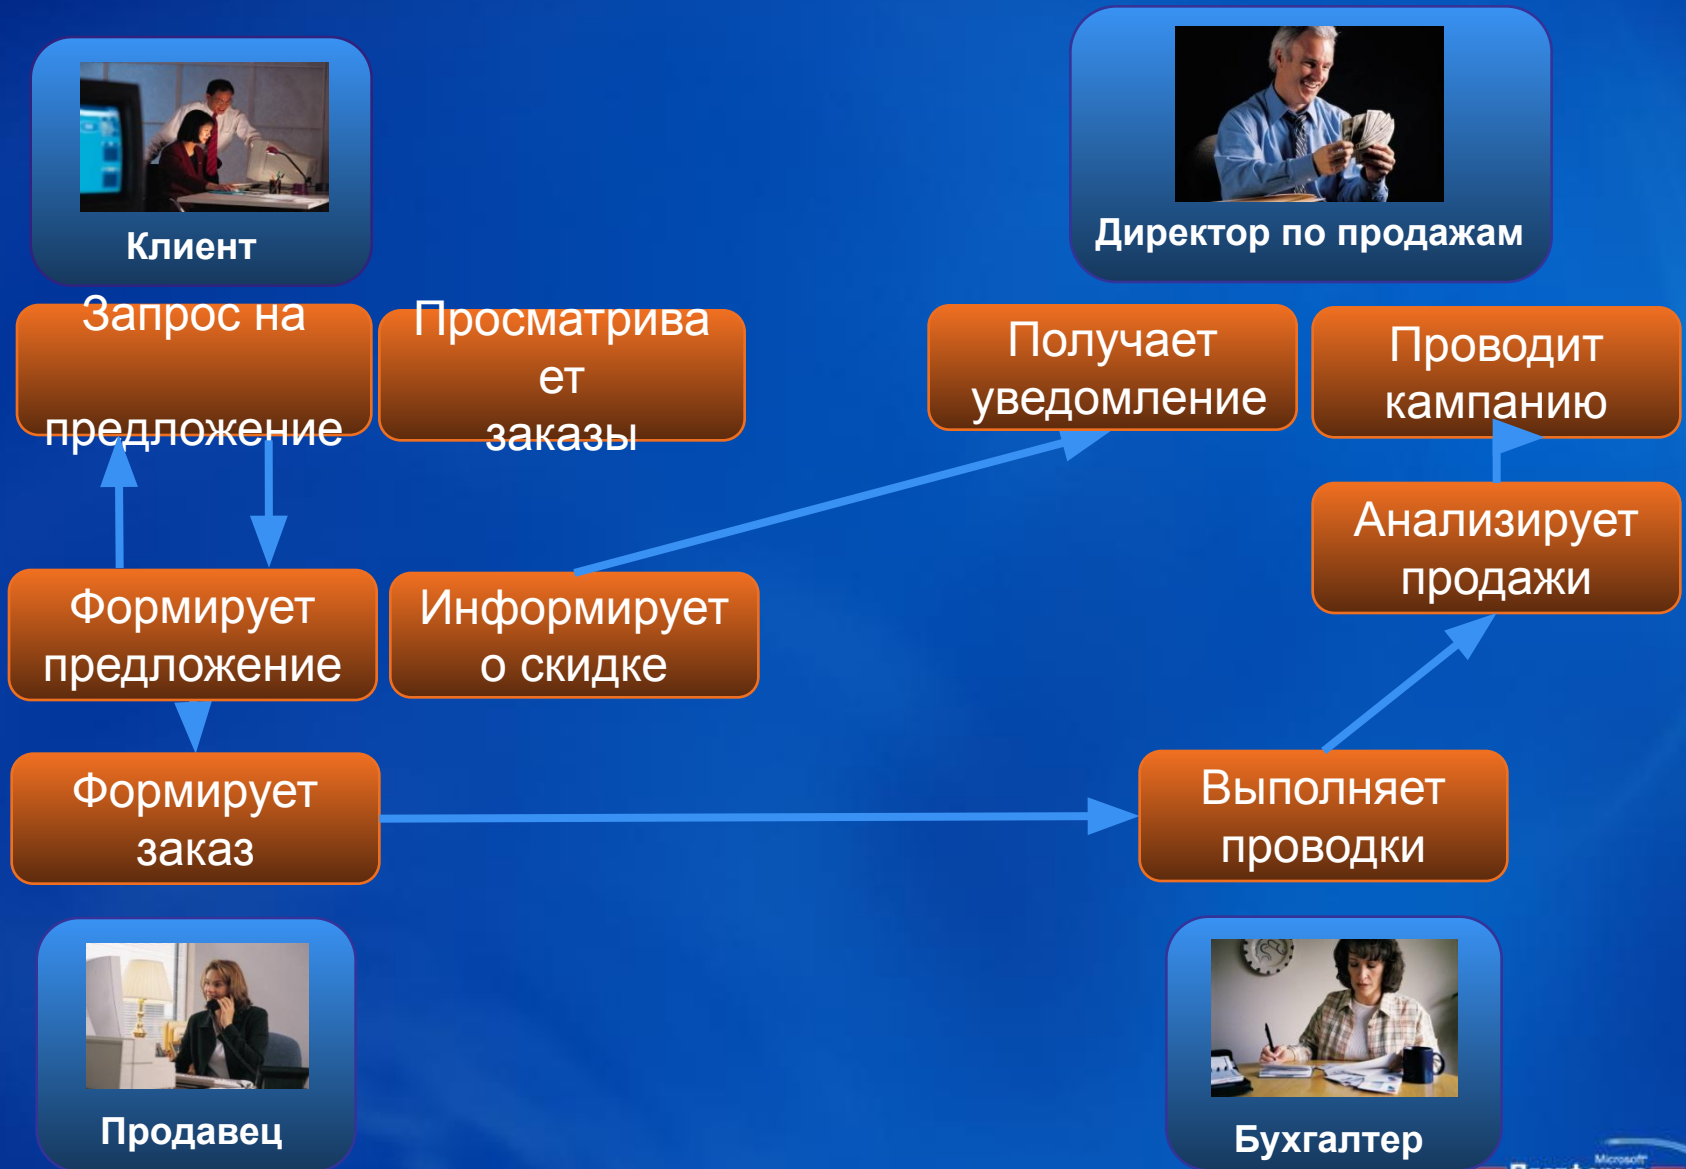 Клиент
Директор по продажам
Запрос на
предложение
Просматрива
ет
заказы
Получает
уведомление
Проводит
кампанию
Анализирует
продажи
Формирует
предложение
Информирует
о скидке
Формирует
заказ
Выполняет
проводки
Продавец
Бухгалтер
Microsoft